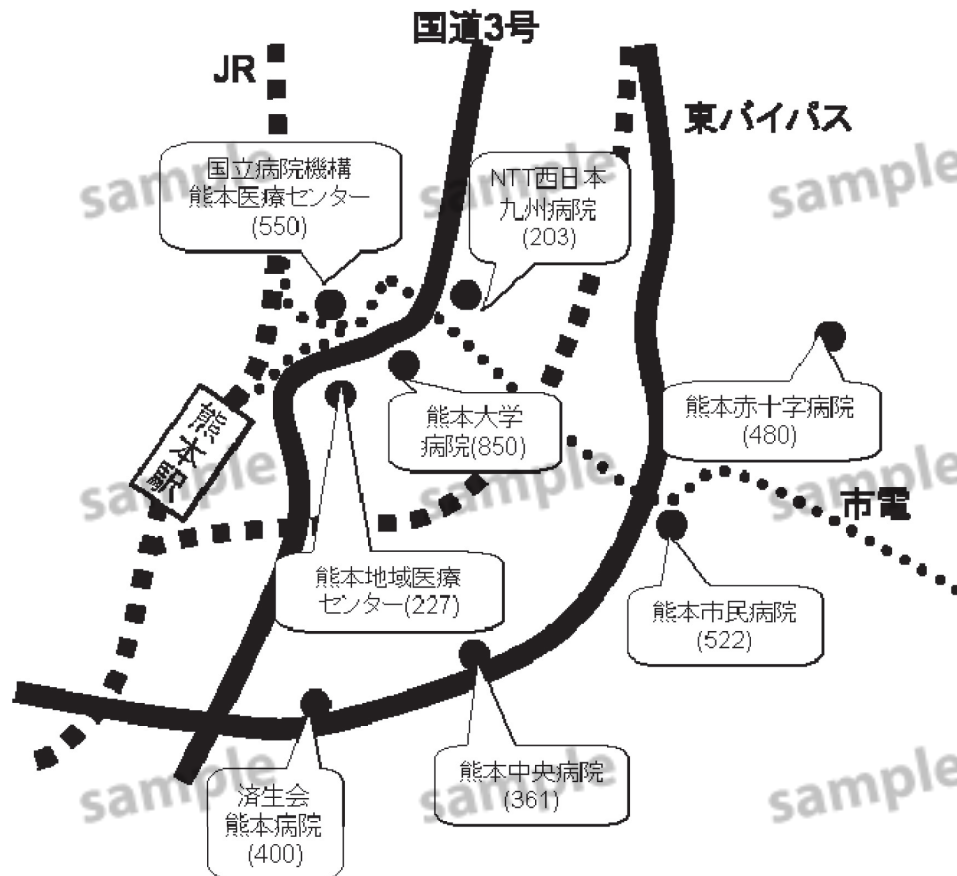 国道3号
JR
東バイパス
国立病院機構
熊本医療センター
(550)
NTT西日本
九州病院
(203)
熊本大学
病院(850)
熊本赤十字病院
(480)
熊本駅
市電
熊本地域医療
センター(227)
熊本市民病院
(522)
熊本中央病院
(361)
済生会
熊本病院
(400)
sample
sample
sample
sample
sample
sample
sample
sample
sample